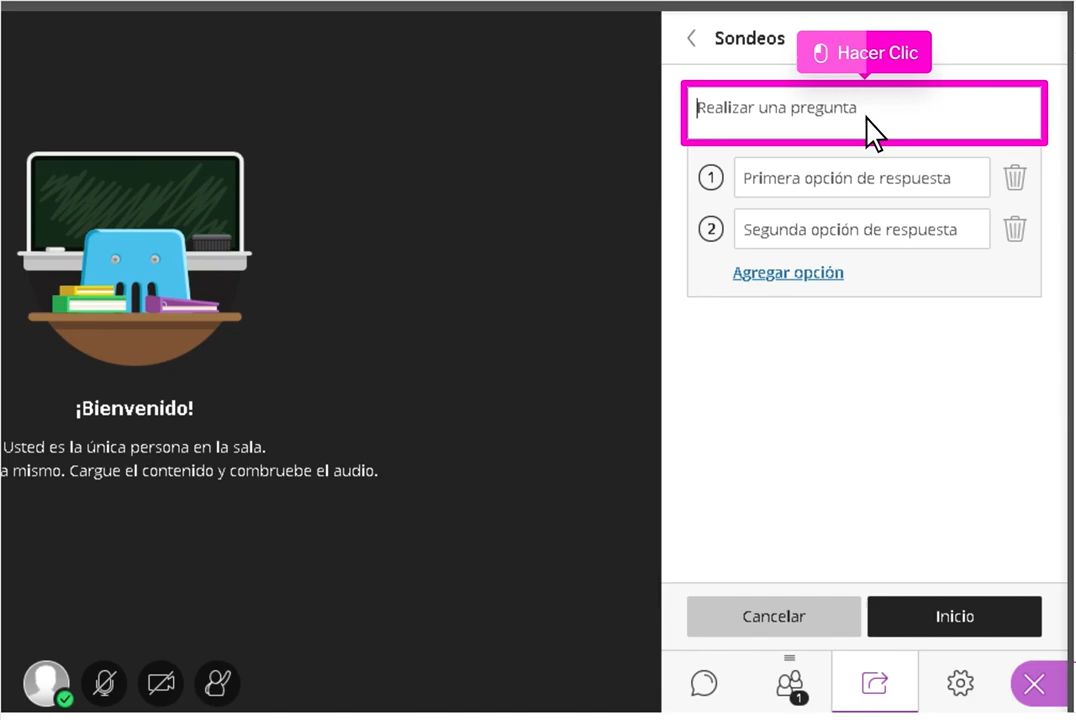 Sondeos
Hacer Clic
Realizar una pregunta
1 Primera opción de respuesta
2 Segunda opción de respuesta
Agregar opción
¡Bienvenido!
Usted es la única persona en la sala.
a mismo. Cargue el contenido y combruebe el audio.
Cancelar
Inicio
1